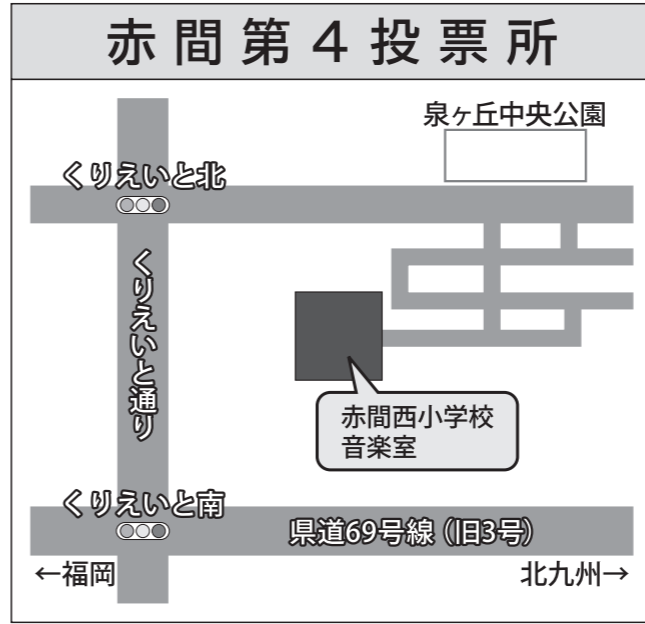 赤間第4投票所
泉ヶ丘中央公園
くりえいと北
くりえいと通り
赤間西小学校
音楽室
くりえいと南
県道69号線(旧3号)
←福岡
北九州→